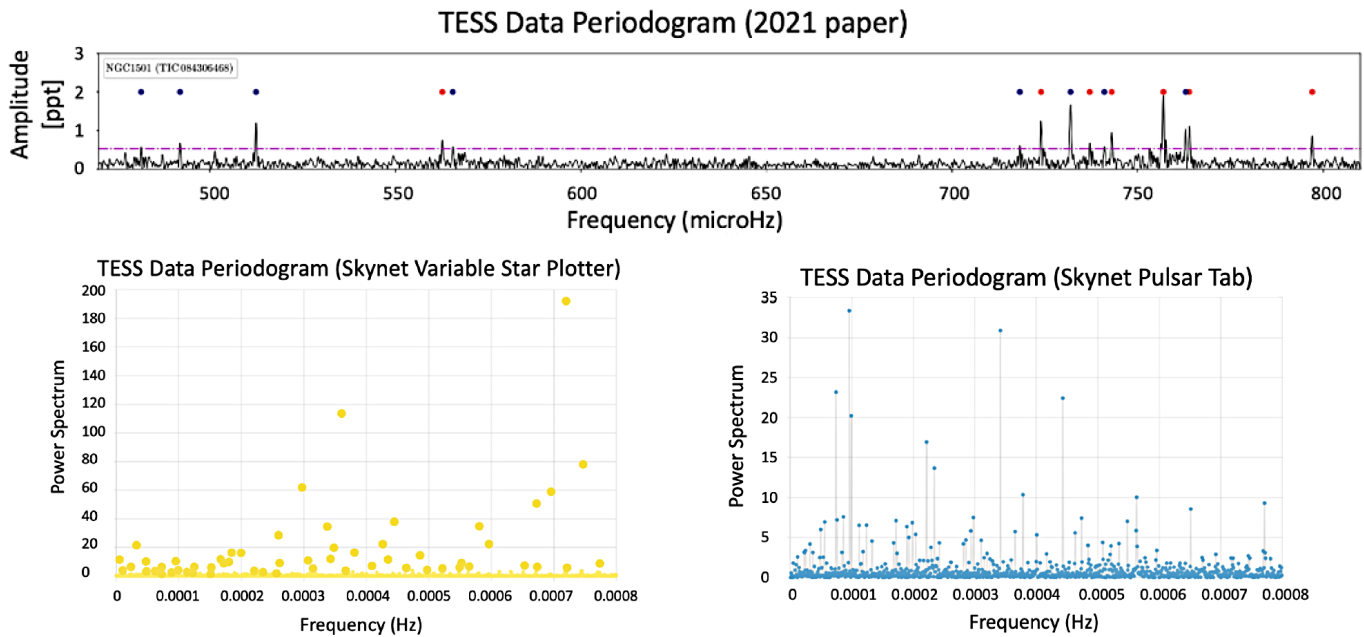 TESS Data Periodogram (2021 paper)
3
2
1
0
Amplitude
[ppt]
NGC1501 (TIC084306468)
500 550 600 650 700 750 800
Frequency (microHz)
TESS Data Periodogram (Skynet Variable Star Plotter)
200
180
160
140
120
100
80
60
40
20
0
Power Spectrum
0 0.0001 0.0002 0.0003 0.0004 0.0005 0.0006 0.0007 0.0008
Frequency (Hz)
TESS Data Periodogram (Skynet Pulsar Tab)
35
30
25
20
15
10
5
0
Power Spectrum
0 0.0001 0.0002 0.0003 0.0004 0.0005 0.0006 0.0007 0.0008
Frequency (Hz)